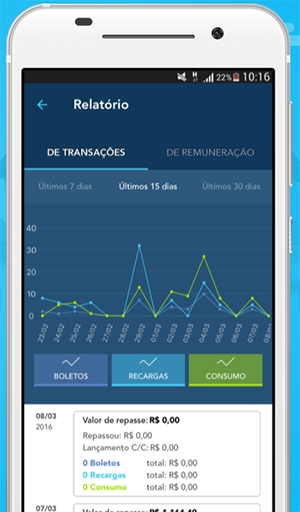 22% 10:16
Relatório
DE TRANSAÇÕES DE REMUNERAÇÃO
Últimos 7 dias Últimos 15 dias Últimos 30 dias
40
30
20
10
0
23/02 24/02 25/02 26/02 27/02 28/02 29/02 01/03 02/03 03/03 04/03 05/03 06/03 07/03 08/0
BOLETOS RECARGAS CONSUMO
08/03
2016
Valor de repasse: R$ 0,00
Repassou: R$ 0,00
Lançamento C/C: R$ 0,00
0 Boletos total: R$ 0,00
0 Recargas total: R$ 0,00
0 Consumo total: R$ 0,00
07/03
Valor de repasse: R$ 1.164,40